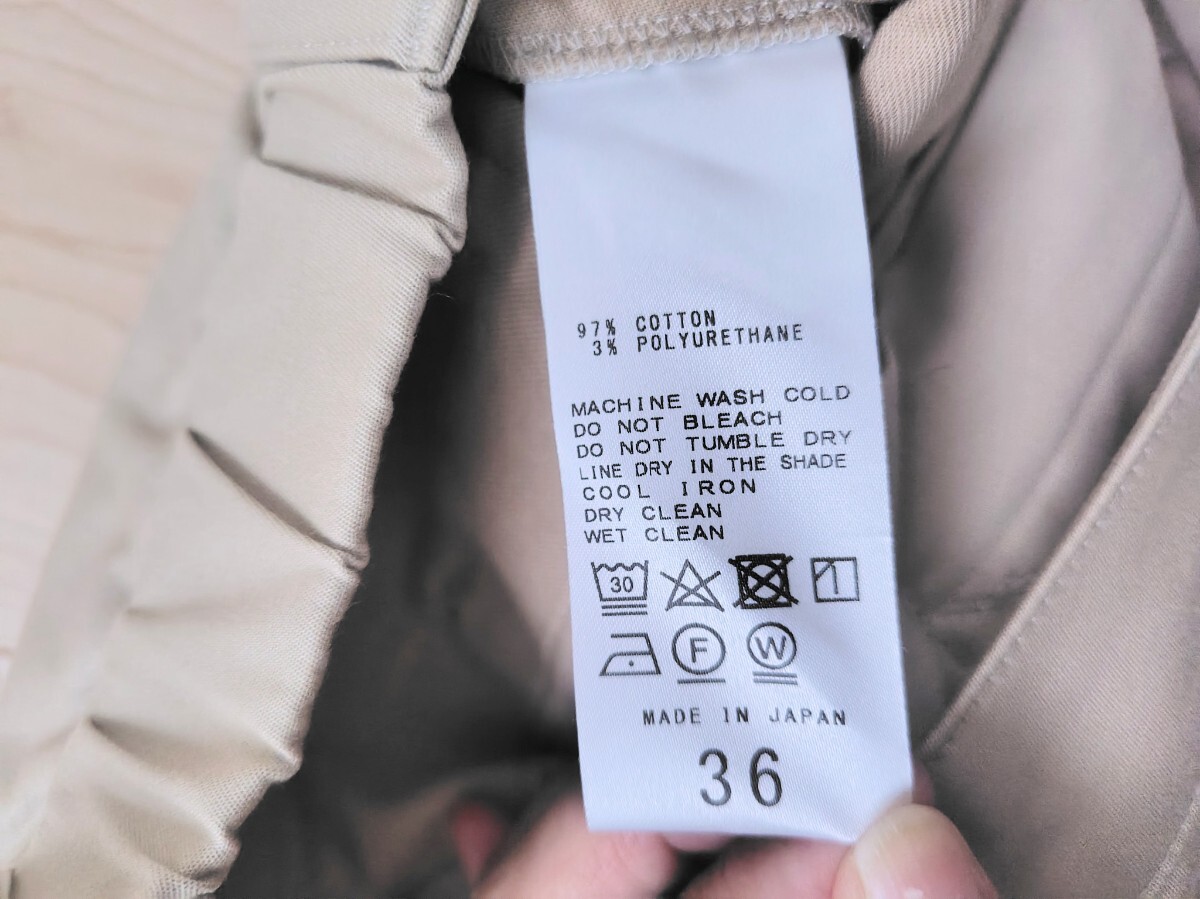 97% COTTON
3% POLYURETHANE
MACHINE WASH COLD
DO NOT BLEACH
DO NOT TUMBLE DRY
LINE DRY IN THE SHADE
COOL IRON
DRY CLEAN
WET CLEAN
30
F W
MADE IN JAPAN
36